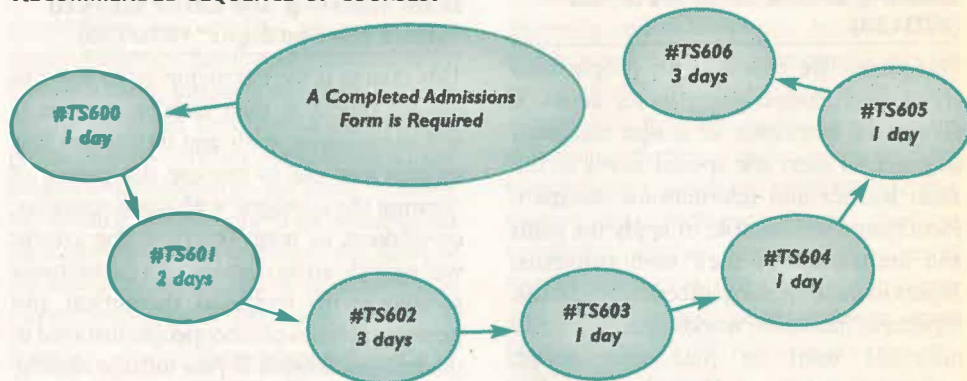 RECOMMENDED SEQUENCE OF COURSES:
A Completed Admissions
Form is Required
#TS600
1 day
#TS601
2 days
#TS602
3 days
#TS603
1 day
#TS604
1 day
#TS605
1 day
#TS606
3 days